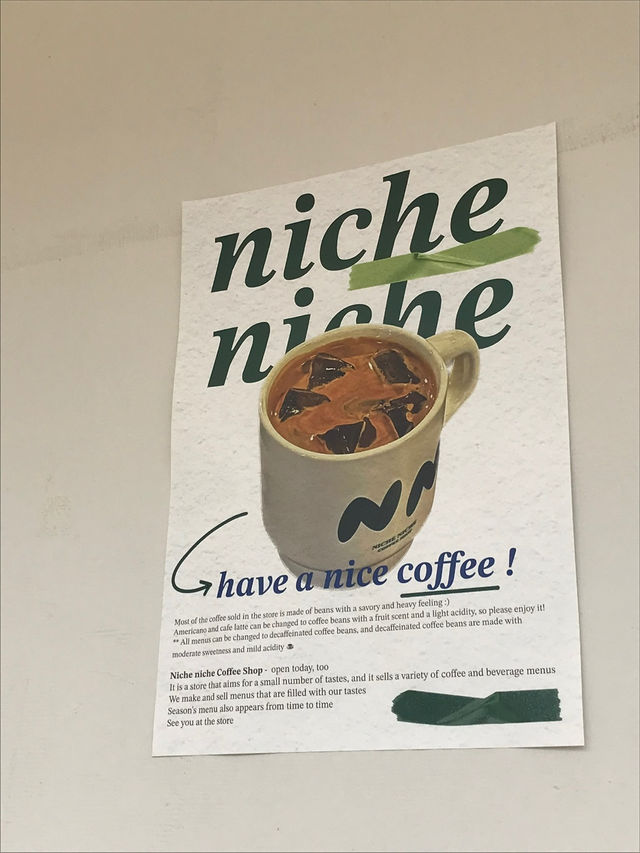 niche
niche
NN
NICHE NICHE
have a nice coffee !
Most of the coffee sold in the store is made of beans with a savory and heavy feeling :)
Americano and cafe latte can be changed to coffee beans with a fruit scent and a light acidity, so please enjoy it!
** All menus can be changed to decaffeinated coffee beans, and decaffeinated coffee beans are made with
moderate sweetness and mild acidity
Niche niche Coffee Shop - open today, too
It is a store that aims for a small number of tastes, and it sells a variety of coffee and beverage menus
We make and sell menus that are filled with our tastes
Season's menu also appears from time to time
See you at the store